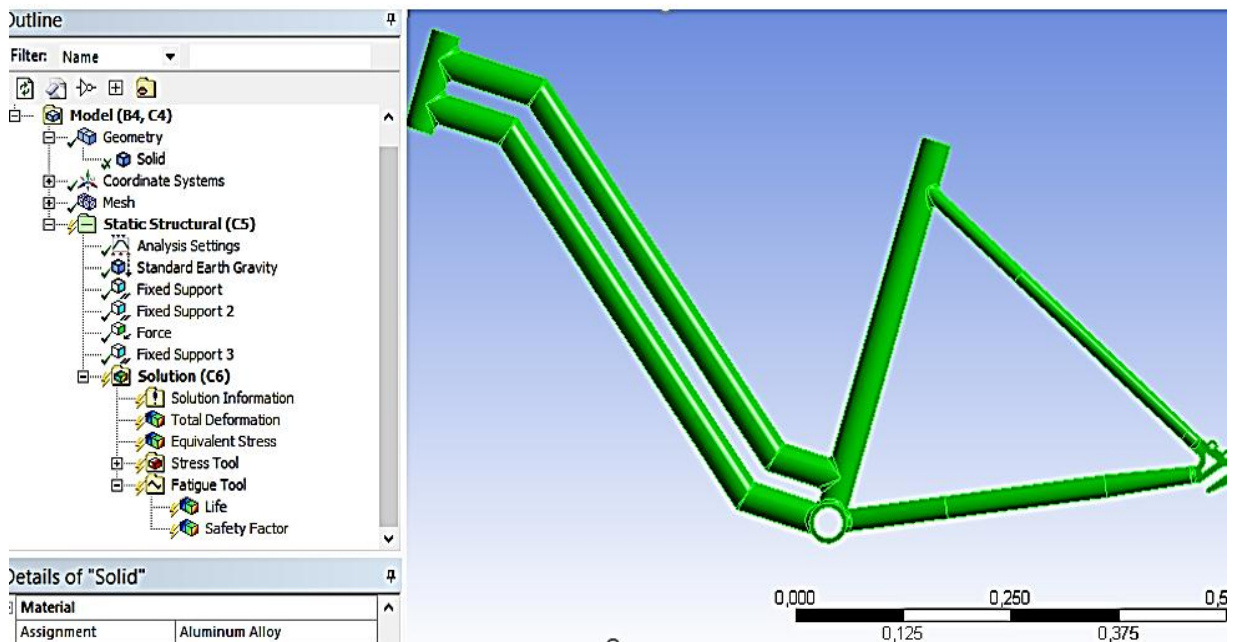 Outline
Filter: Name
Model (B4, C4)
Geometry
Solid
Coordinate Systems
Mesh
Static Structural (C5)
Analysis Settings
Standard Earth Gravity
Fixed Support
Fixed Support 2
Force
Fixed Support 3
Solution (C6)
Solution Information
Total Deformation
Equivalent Stress
Stress Tool
Fatigue Tool
Life
Safety Factor
Details of "Solid"
Material
Assignment Aluminum Alloy
0,000 0,250 0,5
0,125 0,375